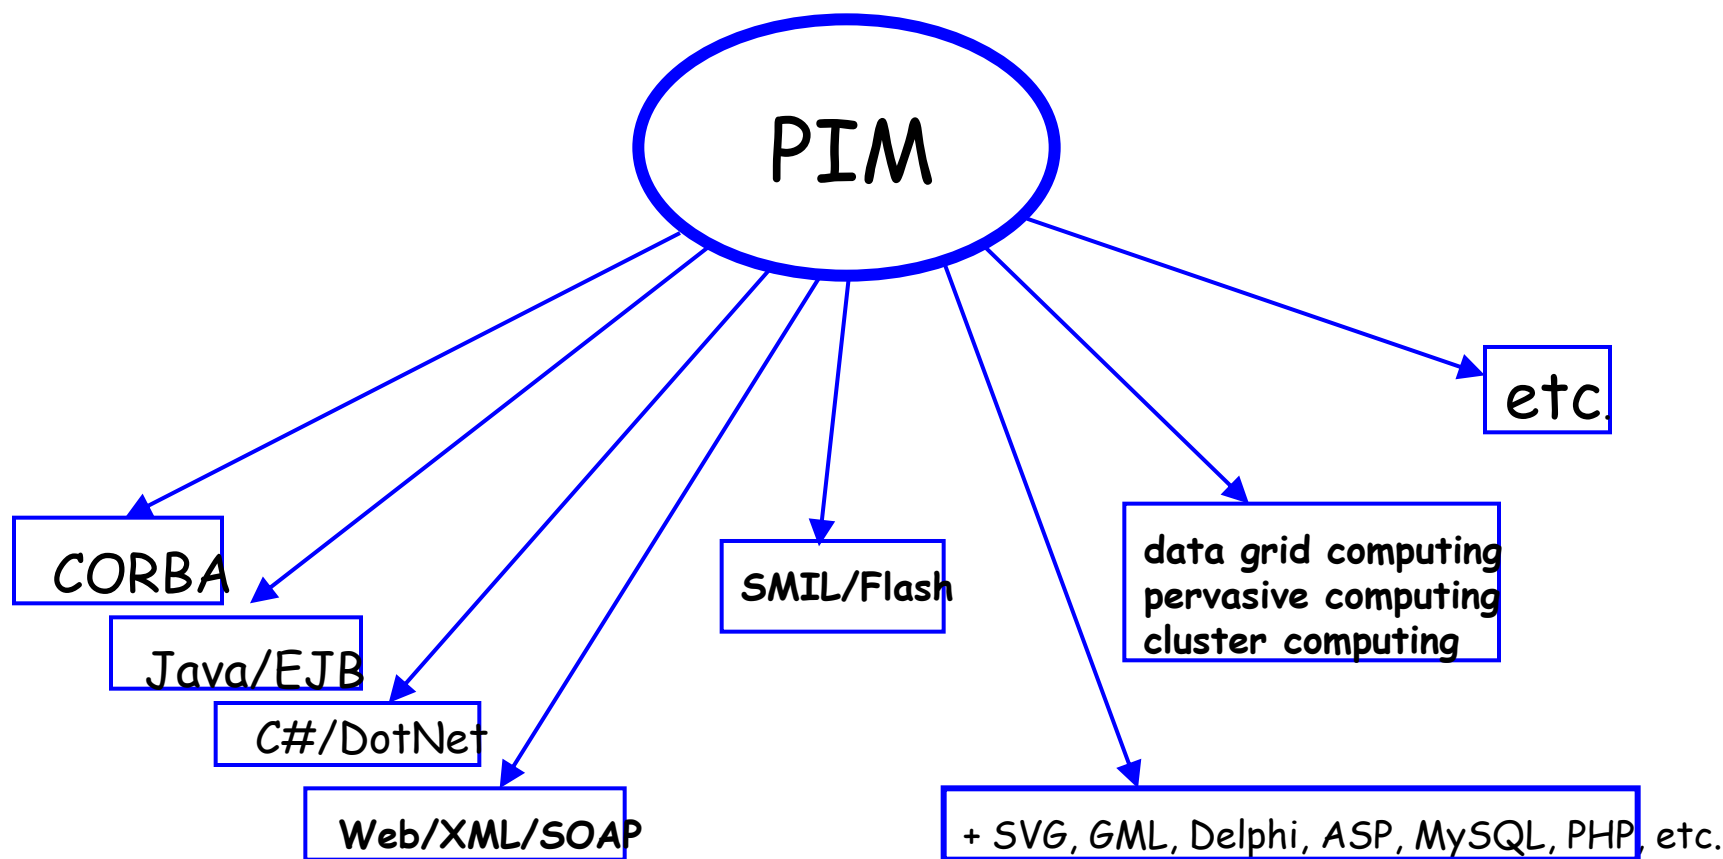 PIM
etc.
CORBA
SMIL/Flash
data grid computing
pervasive computing
cluster computing
Java/EJB
C#/DotNet
Web/XML/SOAP
+ SVG, GML, Delphi, ASP, MySQL, PHP, etc.